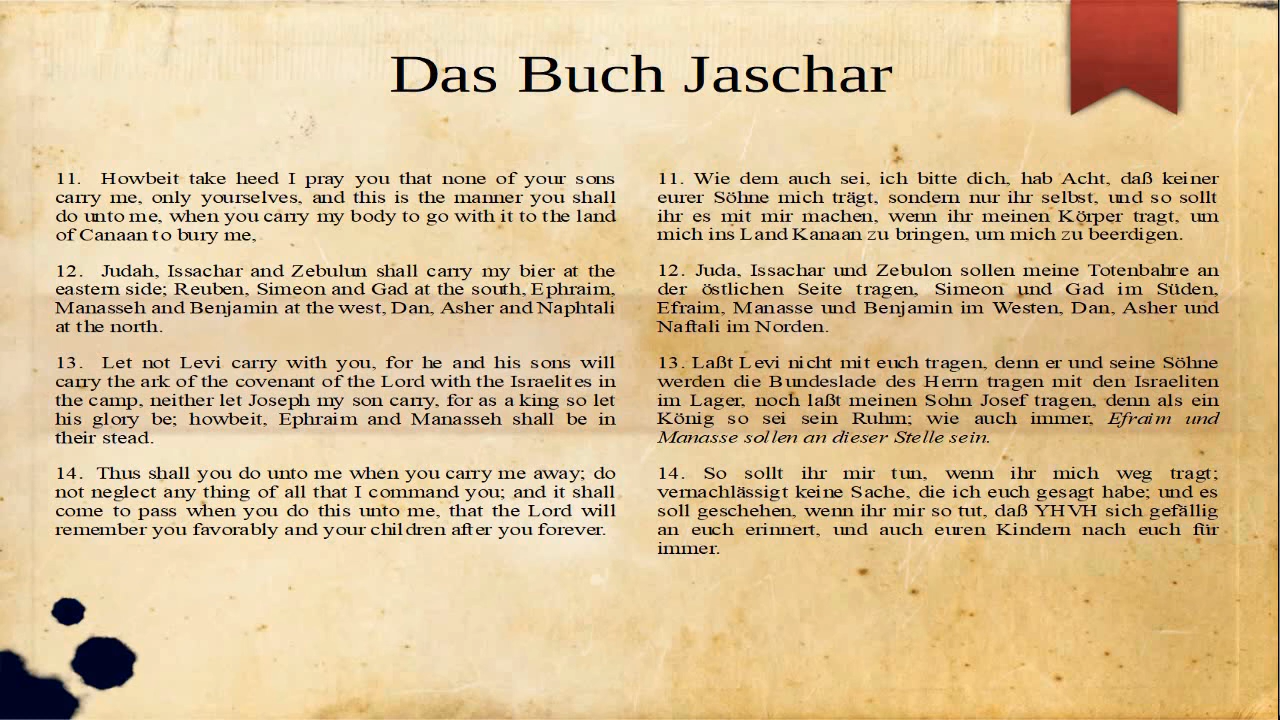 Das Buch Jaschar
11. Howbeit take heed I pray you that none of your sons
carry me, only yourselves, and this is the manner you shall
do unto me, when you carry my body to go with it to the land
of Canaan to bury me,
12. Judah, Issachar and Zebulun shall carry my bier at the
eastern side; Reuben, Simeon and Gad at the south, Ephraim,
Manasseh and Benjamin at the west, Dan, Asher and Naphtali
at the north.
13. Let not Levi carry with you, for he and his sons will
carry the ark of the covenant of the Lord with the Israelites in
the camp, neither let Joseph my son carry, for as a king so let
his glory be; howbeit, Ephraim and Manasseh shall be in
their stead.
14. Thus shall you do unto me when you carry me away; do
not neglect any thing of all that I command you; and it shall
come to pass when you do this unto me, that the Lord will
remember you favorably and your children after you forever.
11. Wie dem auch sei, ich bitte dich, hab Acht, daß keiner
eurer Söhne mich trägt, sondern nur ihr selbst, und so sollt
ihr es mit mir machen, wenn ihr meinen Körper tragt, um
mich ins Land Kanaan zu bringen, um mich zu beerdigen.
12. Juda, Issachar und Zebulon sollen meine Totenbahre an
der östlichen Seite tragen, Simeon und Gad im Süden,
Efraim, Manasse und Benjamin im Westen, Dan, Asher und
Naftali im Norden.
13. Laßt Levi nicht mit euch tragen, denn er und seine Söhne
werden die Bundeslade des Herrn tragen mit den Israeliten
im Lager, noch laßt meinen Sohn Josef tragen, denn als ein
König so sei sein Ruhm; wie auch immer, Efraim und
Manasse sollen an dieser Stelle sein.
14. So sollt ihr mir tun, wenn ihr mich weg tragt;
vernachlässigt keine Sache, die ich euch gesagt habe; und es
soll geschehen, wenn ihr mir so tut, daß YHVH sich gefällig
an euch erinnert, und auch euren Kindern nach euch für
immer.